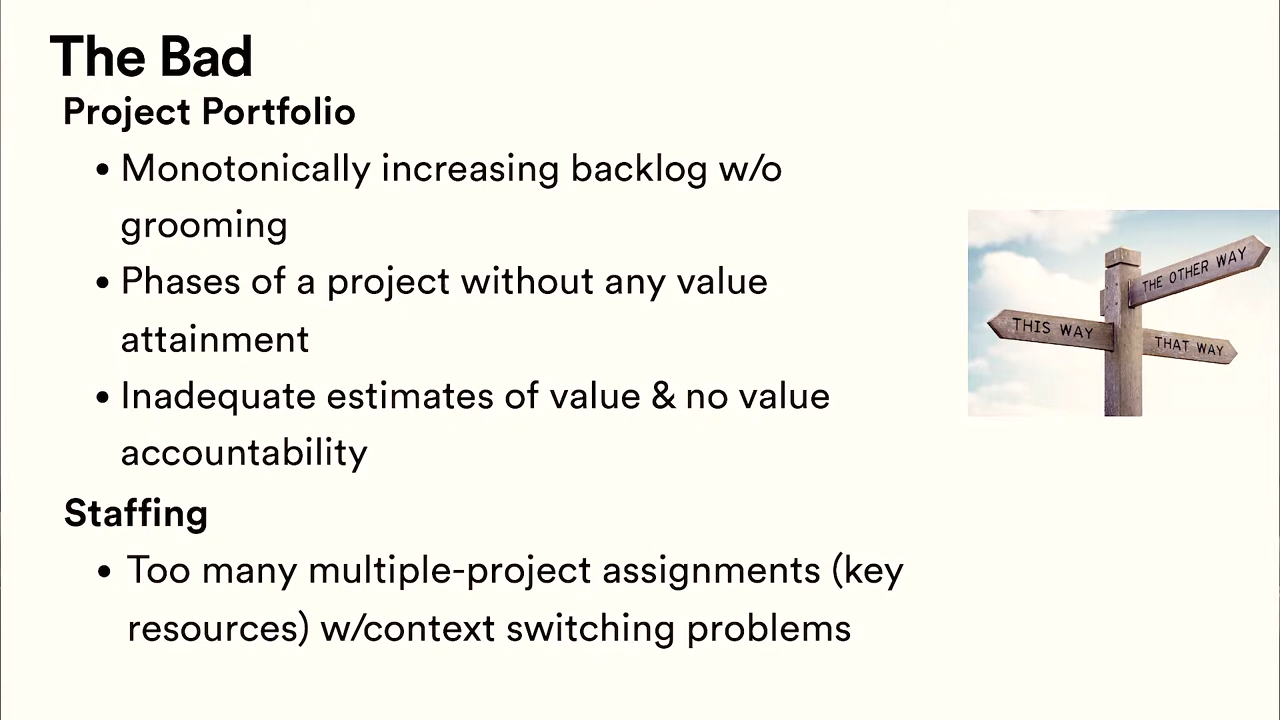 The Bad
Project Portfolio
• Monotonically increasing backlog w/o
grooming
• Phases of a project without any value
attainment
• Inadequate estimates of value & no value
accountability
Staffing
• Too many multiple-project assignments (key
resources) w/context switching problems
THE OTHER WAY
THIS WAY
THAT WAY